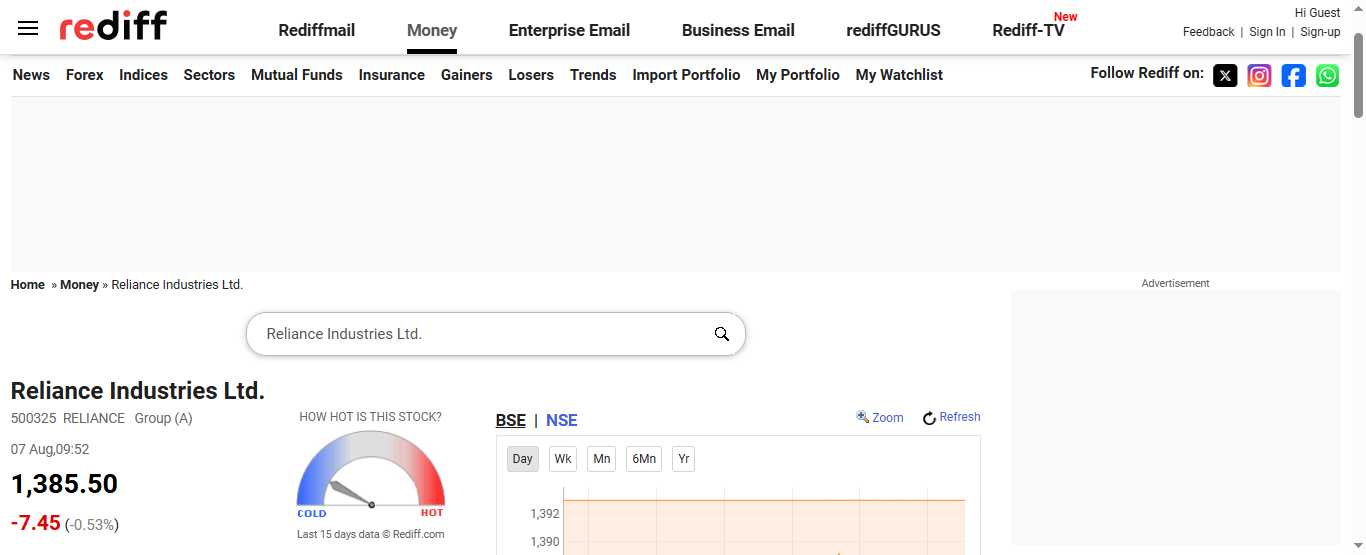 rediff
Rediffmail Money Enterprise Email Business Email rediffGURUS Rediff-TV New
Hi Guest
Feedback | Sign In | Sign-up
News Forex Indices Sectors Mutual Funds Insurance Gainers Losers Trends Import Portfolio My Portfolio My Watchlist Follow Rediff on:
Home » Money » Reliance Industries Ltd.
Advertisement
Reliance Industries Ltd.
Reliance Industries Ltd.
500325 RELIANCE Group (A)
07 Aug,09:52
1,385.50
-7.45 (-0.53%)
HOW HOT IS THIS STOCK?
COLD HOT
Last 15 days data © Rediff.com
BSE | NSE
Zoom Refresh
Day Wk Mn 6Mn Yr
1,392
1,390